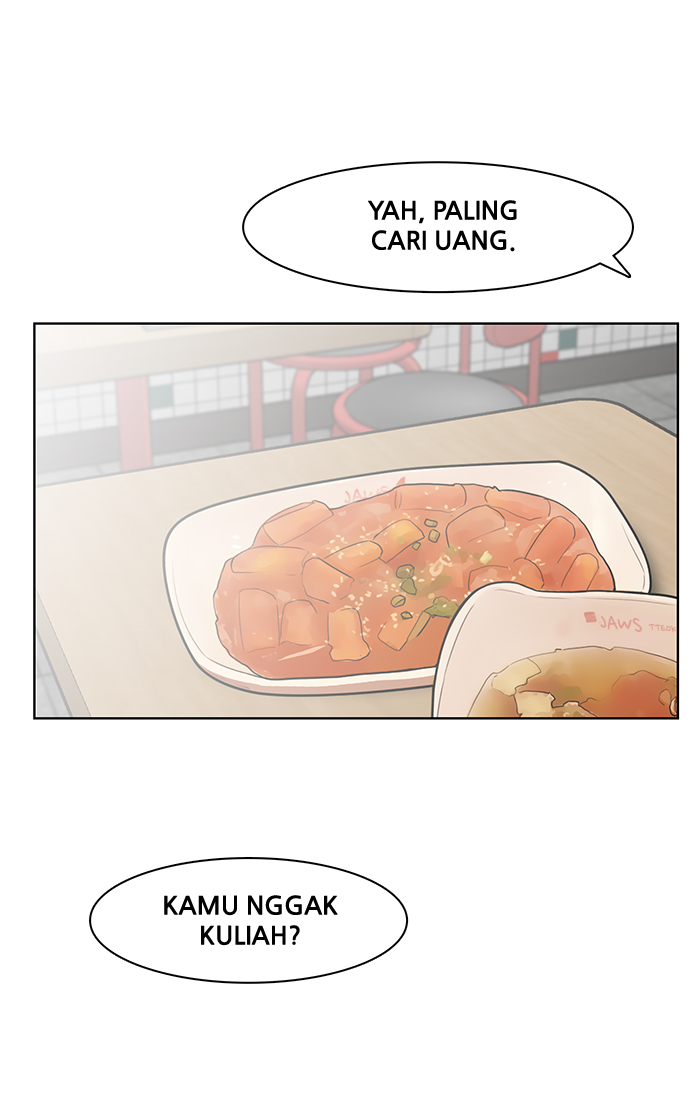 YAH, PALING
CARI UANG.
JAWS
JAWS
KAMU NGGAK
KULIAH?